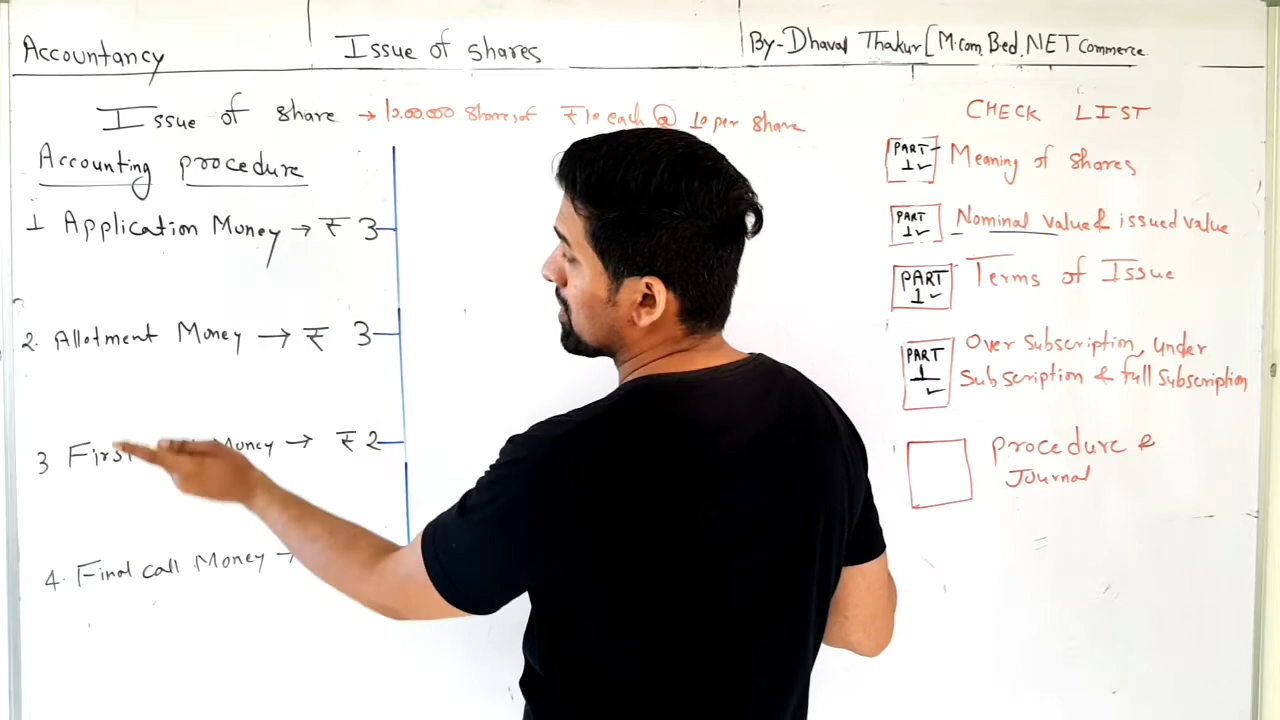 Accountancy
Issue of shares
By-Dhaval Thakur [M.com, B.ed, NET Commerce
Issue of share → 10,00,000 shares of ₹10 each @ 10 per share
Accounting procedure
1 Application Money → ₹ 3
2. Allotment Money → ₹ 3
3 First Money → ₹ 2
4. Final call Money →
CHECK LIST
PART 1 ✓ Meaning of shares
PART 1 ✓ Nominal value & issued value
PART 1 ✓ Terms of Issue
PART 1 ✓ Over subscription, under
subscription & full subscription
procedure &
Journal